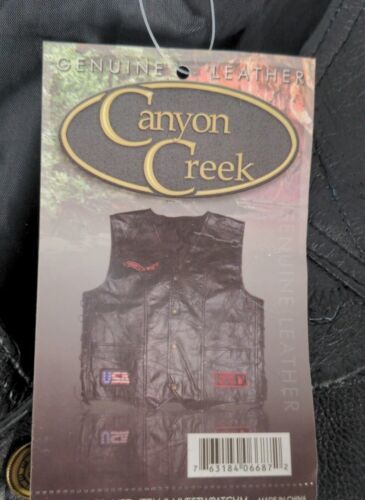 GENUINE LEATHER
Canyon
Creek
GENUINE LEATHER
USA
7 63184 06687 2
MADE IN CHINA